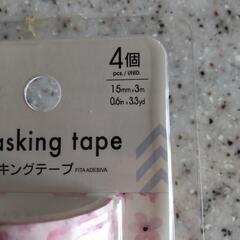 4個
pcs./UNID.
15mm×3m
0.6in×3.3yd
asking tape
キングテープ FITA ADESIVA